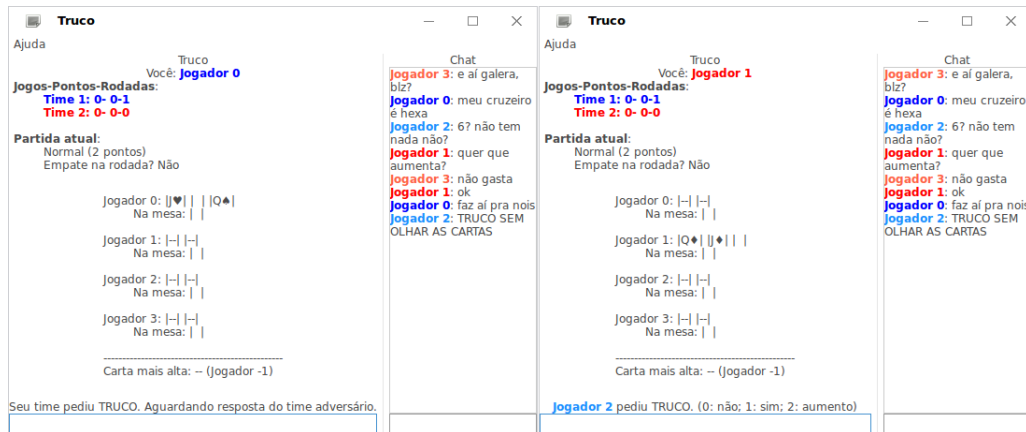 Truco
Ajuda
Truco
Você: Jogador 0
Jogos-Pontos-Rodadas:
Time 1: 0- 0-1
Time 2: 0- 0-0
Partida atual:
Normal (2 pontos)
Empate na rodada? Não
Jogador 0: |J♥| |  | |Q♠|
Na mesa: |  |
Jogador 1: |--| |--|
Na mesa: |  |
Jogador 2: |--| |--|
Na mesa: |  |
Jogador 3: |--| |--|
Na mesa: |  |
------------------------------------------------
Carta mais alta: -- (Jogador -1)
Seu time pediu TRUCO. Aguardando resposta do time adversário.
Chat
Jogador 3: e aí galera,
blz?
Jogador 0: meu cruzeiro
é hexa
Jogador 2: 6? não tem
nada não?
Jogador 1: quer que
aumenta?
Jogador 3: não gasta
Jogador 1: ok
Jogador 0: faz aí pra nois
Jogador 2: TRUCO SEM
OLHAR AS CARTAS
Truco
Ajuda
Truco
Você: Jogador 1
Jogos-Pontos-Rodadas:
Time 1: 0- 0-1
Time 2: 0- 0-0
Partida atual:
Normal (2 pontos)
Empate na rodada? Não
Jogador 0: |--| |--|
Na mesa: |  |
Jogador 1: |Q♦| |J♦| |  |
Na mesa: |  |
Jogador 2: |--| |--|
Na mesa: |  |
Jogador 3: |--| |--|
Na mesa: |  |
------------------------------------------------
Carta mais alta: -- (Jogador -1)
Jogador 2 pediu TRUCO. (0: não; 1: sim; 2: aumento)
Chat
Jogador 3: e aí galera,
blz?
Jogador 0: meu cruzeiro
é hexa
Jogador 2: 6? não tem
nada não?
Jogador 1: quer que
aumenta?
Jogador 3: não gasta
Jogador 1: ok
Jogador 0: faz aí pra nois
Jogador 2: TRUCO SEM
OLHAR AS CARTAS